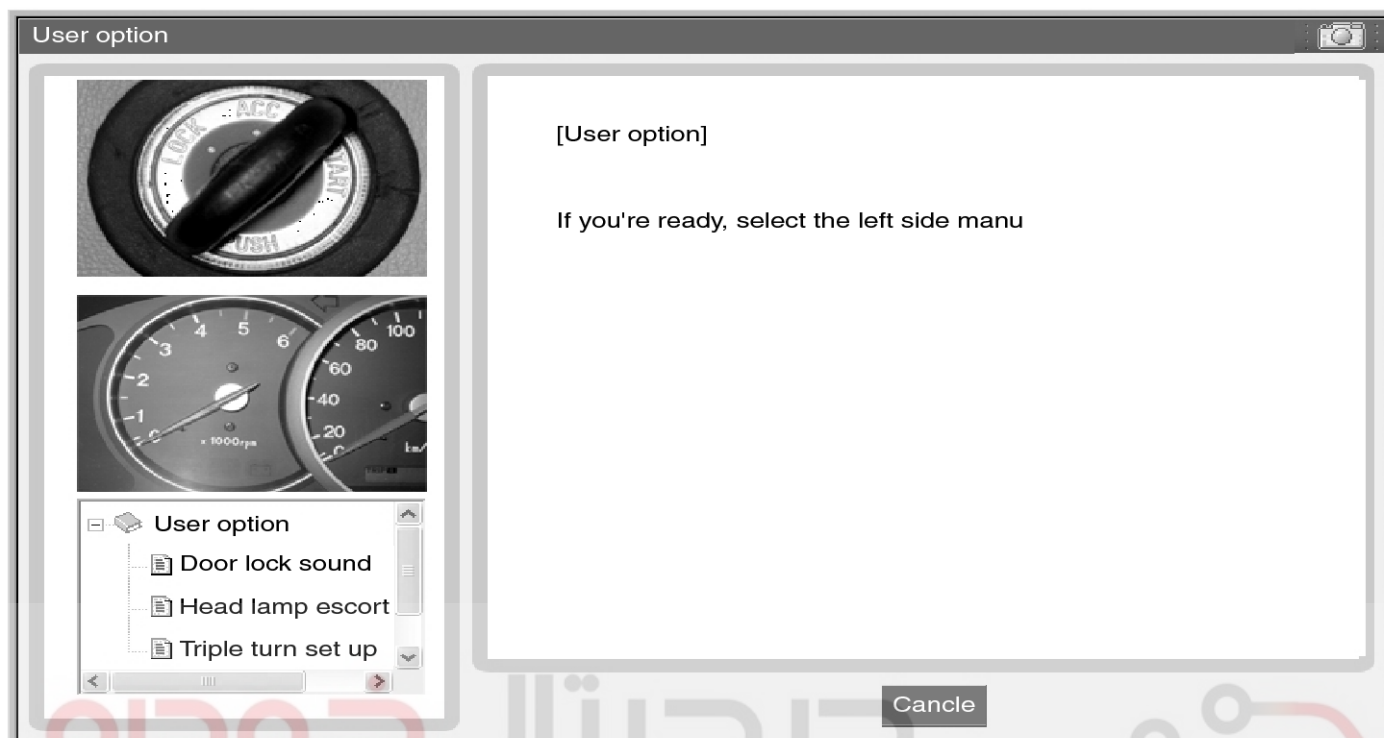 User option
LOCK
ACC
START
PUSH
[User option]
If you're ready, select the left side manu
0 1 2 3 4 5 6
x 1000rpm
0 20 40 60 80 100
km/
User option
Door lock sound
Head lamp escort
Triple turn set up
Cancle